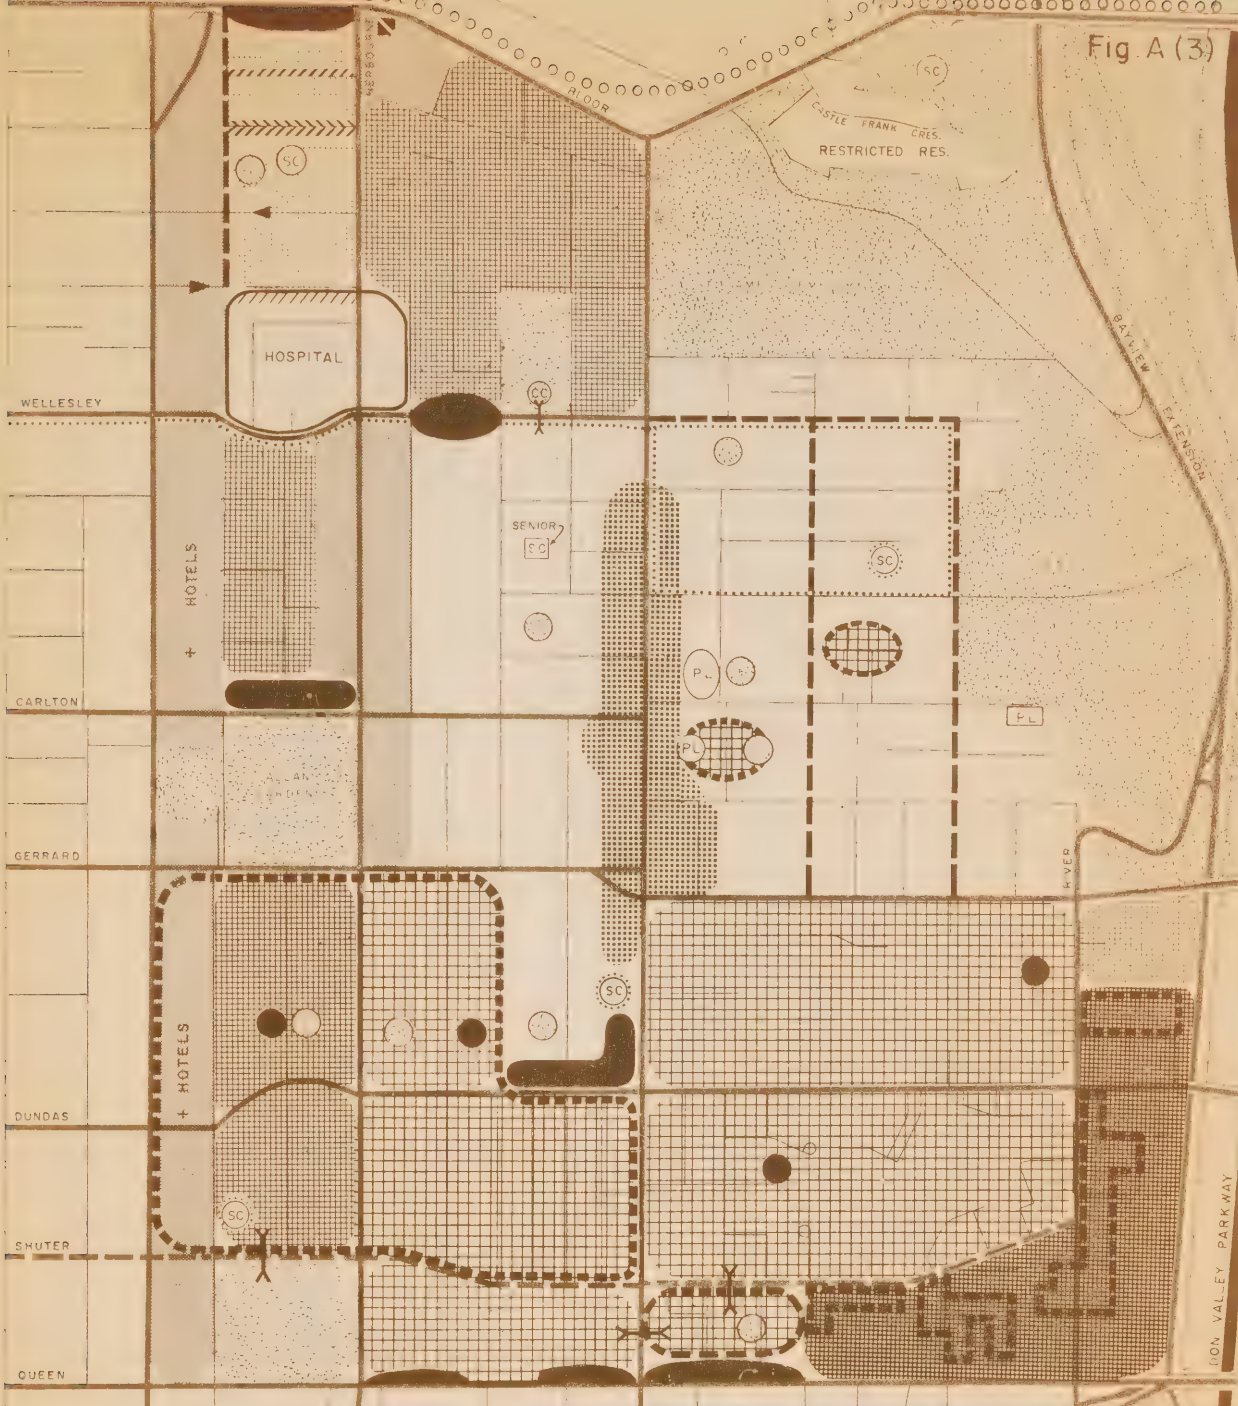 Fig. A (3)
SC
BLOOR
CASTLE FRANK CRES.
RESTRICTED RES.
SC
HOSPITAL
BAYVIEW EXTENSION
WELLESLEY
CC
SENIOR
SC
SC
+ HOTELS
PL
CARLTON
PL
PL
GERRARD
RIVER
SC
+ HOTELS
DUNDAS
SC
SHUTER
DON VALLEY PARKWAY
QUEEN